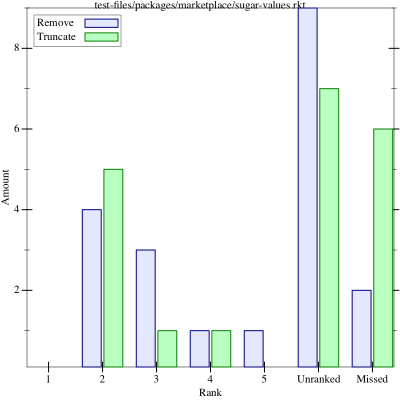 test-files/packages/marketplace/sugar-values.rkt
Remove
Truncate
8
6
4
2
Amount
1 2 3 4 5 Unranked Missed
Rank